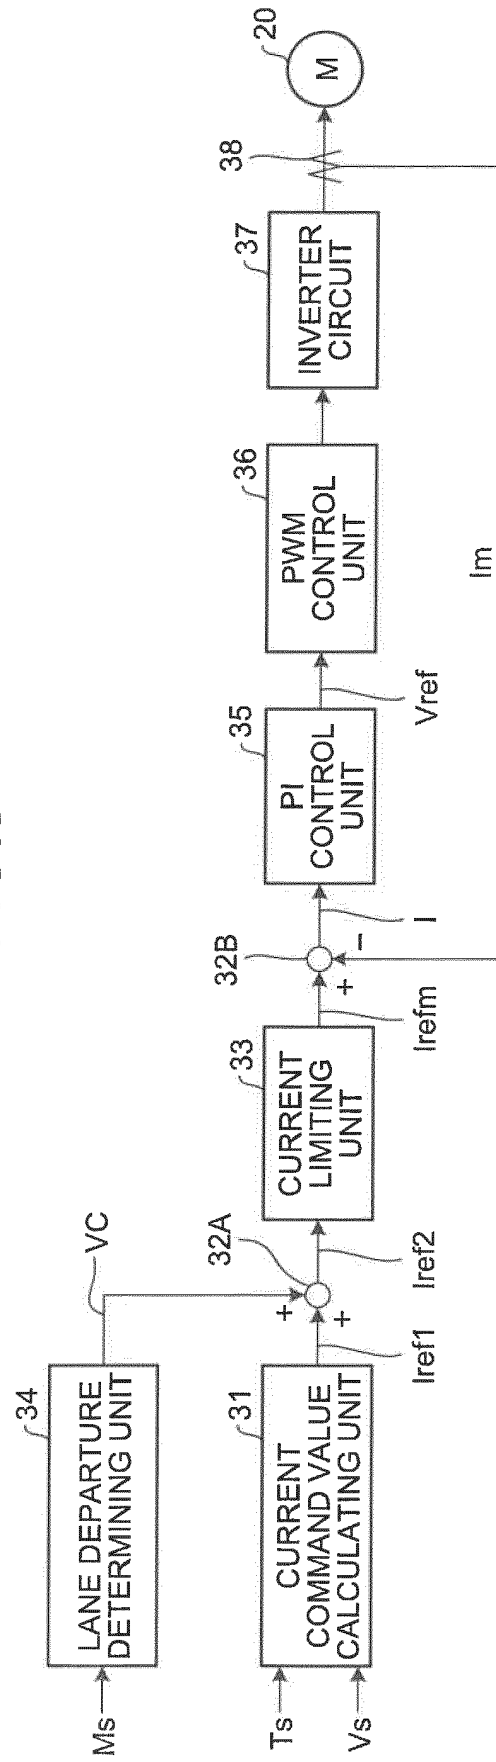 Ms
34
LANE DEPARTURE
DETERMINING UNIT
VC
Ts
Vs
31
CURRENT
COMMAND VALUE
CALCULATING UNIT
Iref1
+
+
32A
Iref2
33
CURRENT
LIMITING
UNIT
Irefm
+
−
32B
I
35
PI
CONTROL
UNIT
Vref
36
PWM
CONTROL
UNIT
37
INVERTER
CIRCUIT
38
20
M
Im